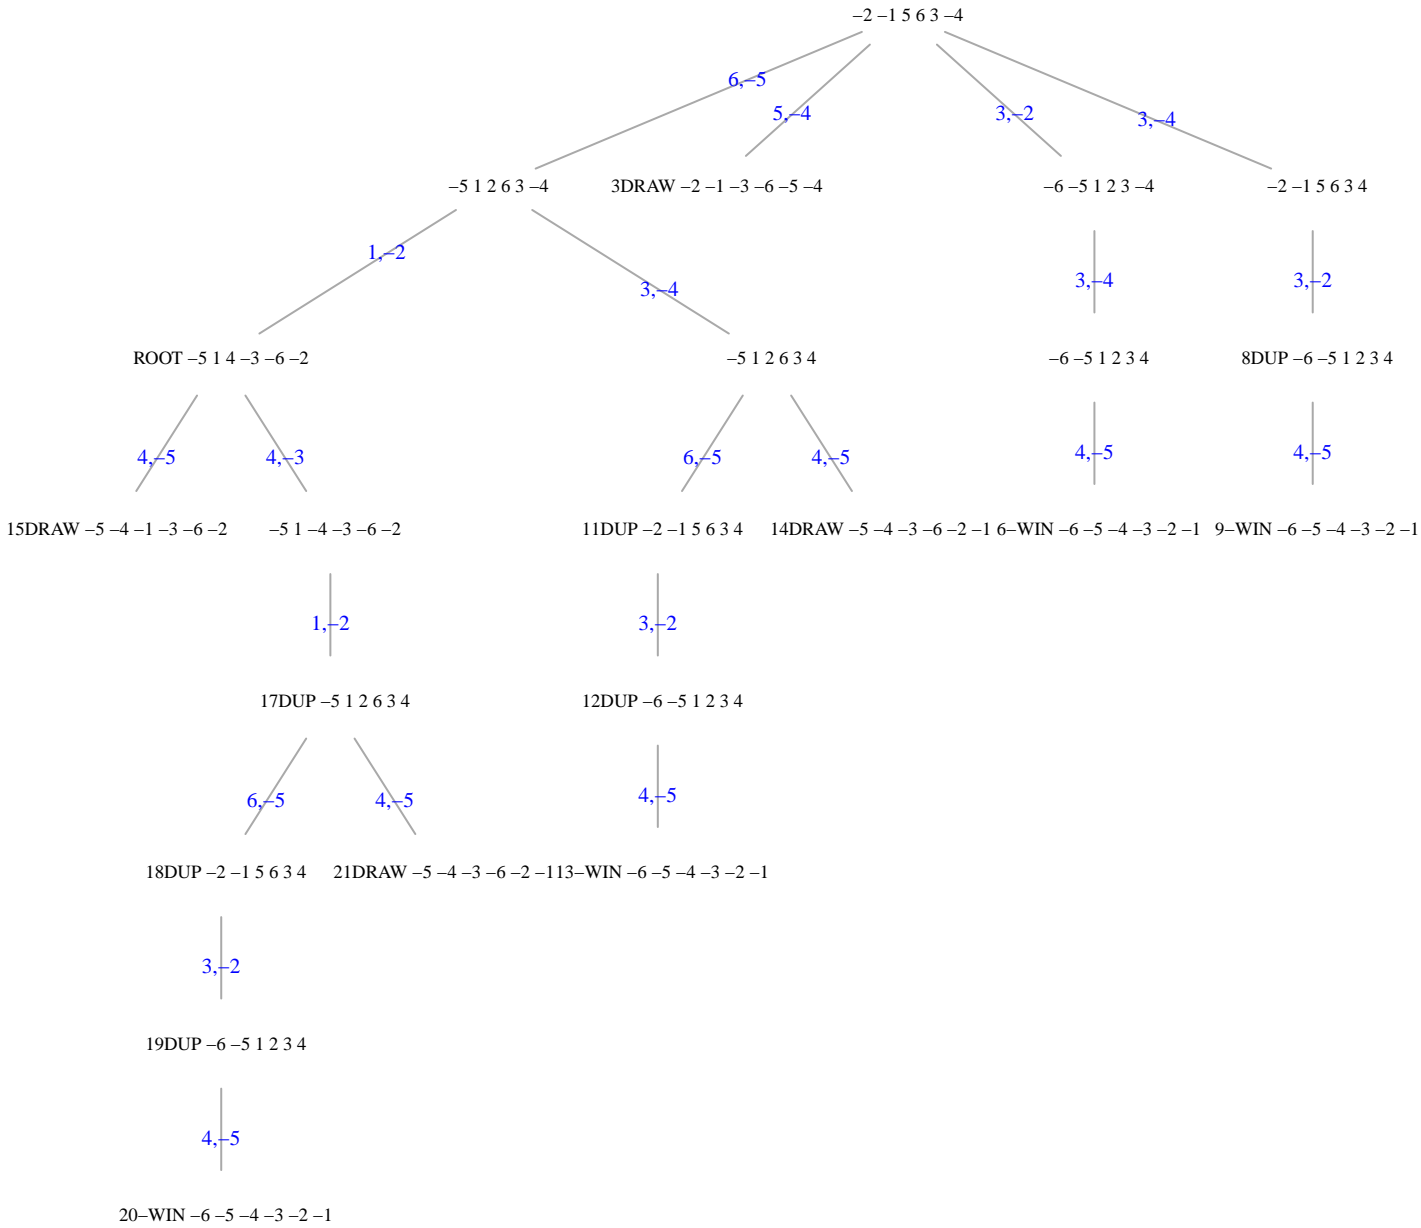 –2 –1 5 6 3 –4
6,–5
5,–4
3,–2
3,–4
–5 1 2 6 3 –4
3DRAW –2 –1 –3 –6 –5 –4
–6 –5 1 2 3 –4
–2 –1 5 6 3 4
1,–2
3,–4
3,–4
3,–2
ROOT –5 1 4 –3 –6 –2
–5 1 2 6 3 4
–6 –5 1 2 3 4
8DUP –6 –5 1 2 3 4
4,–5
4,–3
6,–5
4,–5
4,–5
4,–5
15DRAW –5 –4 –1 –3 –6 –2
–5 1 –4 –3 –6 –2
11DUP –2 –1 5 6 3 4
14DRAW –5 –4 –3 –6 –2 –1
6–WIN –6 –5 –4 –3 –2 –1
9–WIN –6 –5 –4 –3 –2 –1
1,–2
3,–2
17DUP –5 1 2 6 3 4
12DUP –6 –5 1 2 3 4
6,–5
4,–5
4,–5
18DUP –2 –1 5 6 3 4
21DRAW –5 –4 –3 –6 –2 –1
13–WIN –6 –5 –4 –3 –2 –1
3,–2
19DUP –6 –5 1 2 3 4
4,–5
20–WIN –6 –5 –4 –3 –2 –1